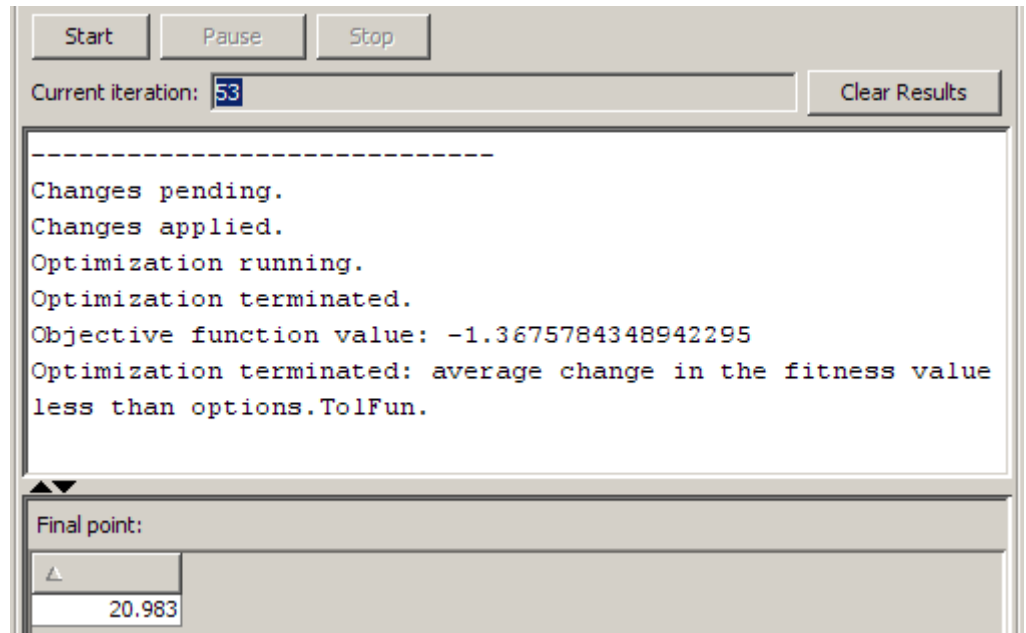 Start Pause Stop
Current iteration: 53 Clear Results
------------------------------
Changes pending.
Changes applied.
Optimization running.
Optimization terminated.
Objective function value: -1.3675784348942295
Optimization terminated: average change in the fitness value
less than options.TolFun.
Final point:
20.983